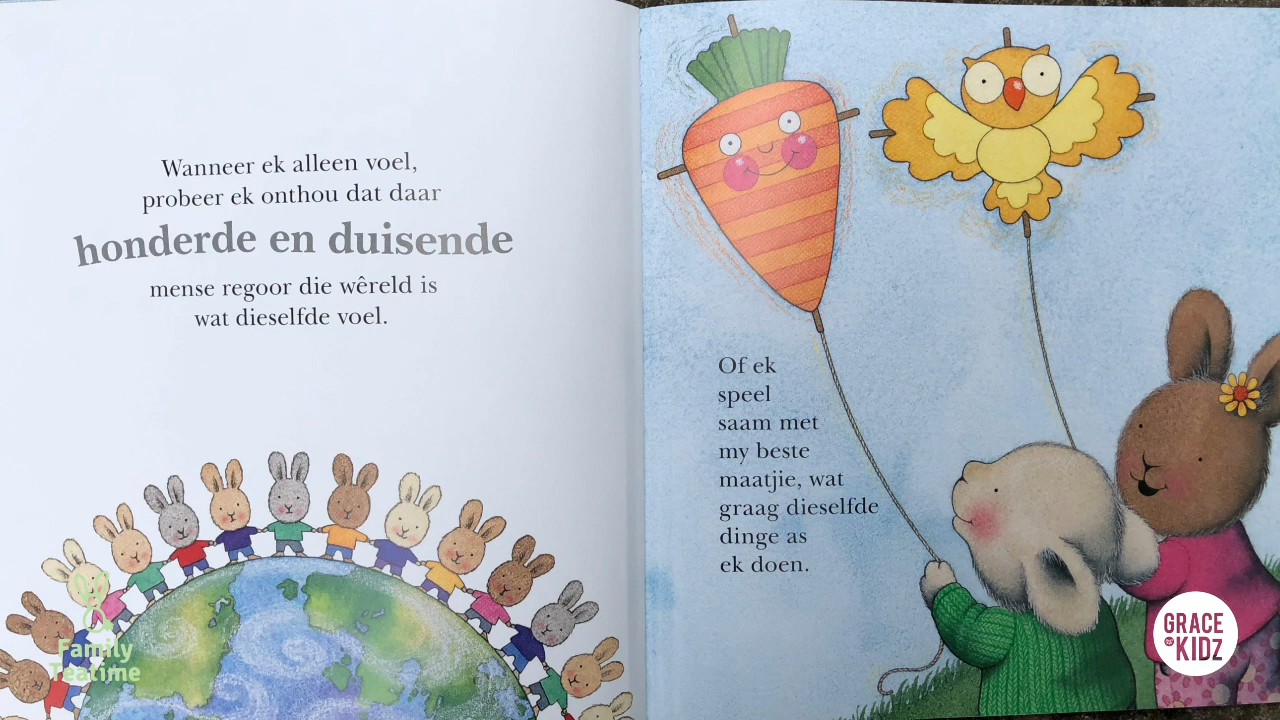 Wanneer ek alleen voel,
probeer ek onthou dat daar
honderde en duisende
mense regoor die wêreld is
wat dieselfde voel.
Of ek
speel
saam met
my beste
maatjie, wat
graag dieselfde
dinge as
ek doen.
Family
Teatime
GRACE
KIDZ